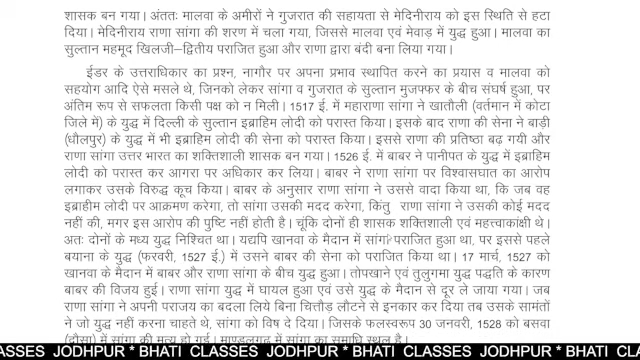 शासक बन गया। अंततः मालवा के अमीरों ने गुजरात की सहायता से मेदिनीराय को इस स्थिति से हटा
दिया। मेदिनीराय राणा सांगा की शरण में चला गया, जिससे मालवा एवं मेवाड़ में युद्ध हुआ। मालवा का
सुल्तान महमूद खिलजी–द्वितीय पराजित हुआ और राणा द्वारा बंदी बना लिया गया।
ईडर के उत्तराधिकार का प्रश्न, नागौर पर अपना प्रभाव स्थापित करने का प्रयास व मालवा को
सहयोग आदि ऐसे मसले थे, जिनको लेकर सांगा व गुजरात के सुल्तान मुजफ्फर के बीच संघर्ष हुआ, पर
अंतिम रूप से सफलता किसी पक्ष को न मिली। 1517 ई. में महाराणा सांगा ने खातौली (वर्तमान में कोटा
जिले में) के युद्ध में दिल्ली के सुल्तान इब्राहिम लोदी को परास्त किया। इसके बाद राणा की सेना ने बाड़ी
(धौलपुर) के युद्ध में भी इब्राहिम लोदी की सेना को परास्त किया। इससे राणा की प्रतिष्ठा बढ़ गयी और
राणा सांगा उत्तर भारत का शक्तिशाली शासक बन गया। 1526 ई. में बाबर ने पानीपत के युद्ध में इब्राहिम
लोदी को परास्त कर आगरा पर अधिकार कर लिया। बाबर ने राणा सांगा पर विश्वासघात का आरोप
लगाकर उसके विरुद्ध कूच किया। बाबर के अनुसार राणा सांगा ने उससे वादा किया था, कि जब वह
इब्राहीम लोदी पर आक्रमण करेगा, तो सांगा उसकी मदद करेगा, किंतु राणा सांगा ने उसकी कोई मदद
नहीं की, मगर इस आरोप की पुष्टि नहीं होती है। चूंकि दोनों ही शासक शक्तिशाली एवं महत्त्वाकांक्षी थे।
अतः दोनों के मध्य युद्ध निश्चित था। यद्यपि खानवा के मैदान में सांगा पराजित हुआ था, पर इससे पहले
बयाना के युद्ध (फरवरी, 1527 ई.) में उसने बाबर की सेना को पराजित किया था। 17 मार्च, 1527 को
खानवा के मैदान में बाबर और राणा सांगा के बीच युद्ध हुआ। तोपखाने एवं तुलुगमा युद्ध पद्धति के कारण
बाबर की विजय हुई। राणा सांगा युद्ध में घायल हुआ एवं उसे युद्ध के मैदान से दूर ले जाया गया। जब
राणा सांगा ने अपनी पराजय का बदला लिये बिना चित्तौड़ लौटने से इनकार कर दिया तब उसके सामंतों
ने जो युद्ध नहीं करना चाहते थे, सांगा को विष दे दिया। जिसके फलस्वरूप 30 जनवरी, 1528 को बसवा
(दौसा) में सांगा की मृत्यु हो गई। माण्डलगढ़ में सांगा का समाधि स्थल है।
ASSES JODHPUR * BHATI CLASSES JODHPUR * BHATI CLASSES JODHPUR * BHATI CLASSES